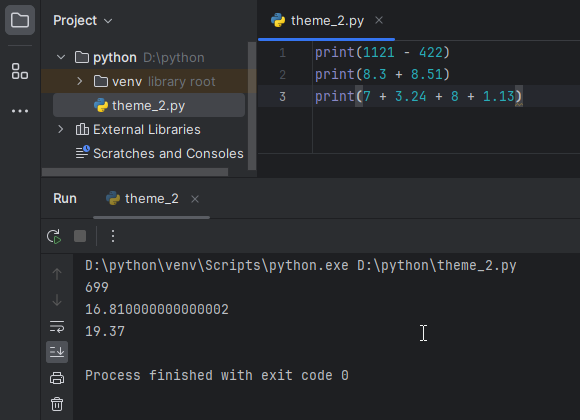 Project
python D:\python
venv library root
theme_2.py
External Libraries
Scratches and Consoles
theme_2.py
1 print(1121 - 422)
2 print(8.3 + 8.51)
3 print(7 + 3.24 + 8 + 1.13)
Run theme_2
D:\python\venv\Scripts\python.exe D:\python\theme_2.py
699
16.810000000000002
19.37
Process finished with exit code 0